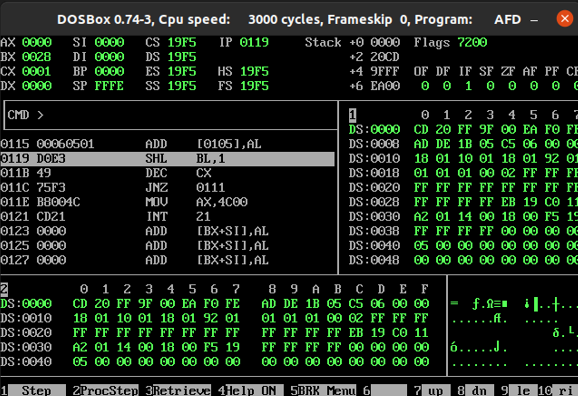 DOSBox 0.74-3, Cpu speed: 3000 cycles, Frameskip 0, Program: AFD
AX 0000 SI 0000 CS 19F5 IP 0119 Stack +0 0000 Flags 7200
BX 0028 DI 0000 DS 19F5 +2 20CD
CX 0001 BP 0000 ES 19F5 HS 19F5 +4 9FFF OF DF IF SF ZF AF PF
DX 0000 SP FFFE SS 19F5 FS 19F5 +6 EA00 0 0 1 0 0 0 0
CMD >
0115 00060501 ADD [0105],AL
0119 D0E3 SHL BL,1
011B 49 DEC CX
011C 75F3 JNZ 0111
011E B8004C MOV AX,4C00
0121 CD21 INT 21
0123 0000 ADD [BX+SI],AL
0125 0000 ADD [BX+SI],AL
0127 0000 ADD [BX+SI],AL
1 0 1 2 3 4 5 6 7
DS:0000 CD 20 FF 9F 00 EA F0 FE
DS:0008 AD DE 1B 05 C5 06 00 00
DS:0010 18 01 10 01 18 01 92 01
DS:0018 01 01 01 00 02 FF FF FF
DS:0020 FF FF FF FF FF FF FF FF
DS:0028 FF FF FF FF EB 19 C0 11
DS:0030 A2 01 14 00 18 00 F5 19
DS:0038 FF FF FF FF 00 00 00 00
DS:0040 05 00 00 00 00 00 00 00
DS:0048 00 00 00 00 00 00 00 00
2 0 1 2 3 4 5 6 7 8 9 A B C D E F
DS:0000 CD 20 FF 9F 00 EA F0 FE AD DE 1B 05 C5 06 00 00
DS:0010 18 01 10 01 18 01 92 01 01 01 01 00 02 FF FF FF
DS:0020 FF FF FF FF FF FF FF FF FF FF FF FF EB 19 C0 11
DS:0030 A2 01 14 00 18 00 F5 19 FF FF FF FF 00 00 00 00
DS:0040 05 00 00 00 00 00 00 00 00 00 00 00 00 00 00 00
1 Step 2ProcStep 3Retrieve 4Help ON 5BRK Menu 6 7 up 8 dn 9 le 10 ri